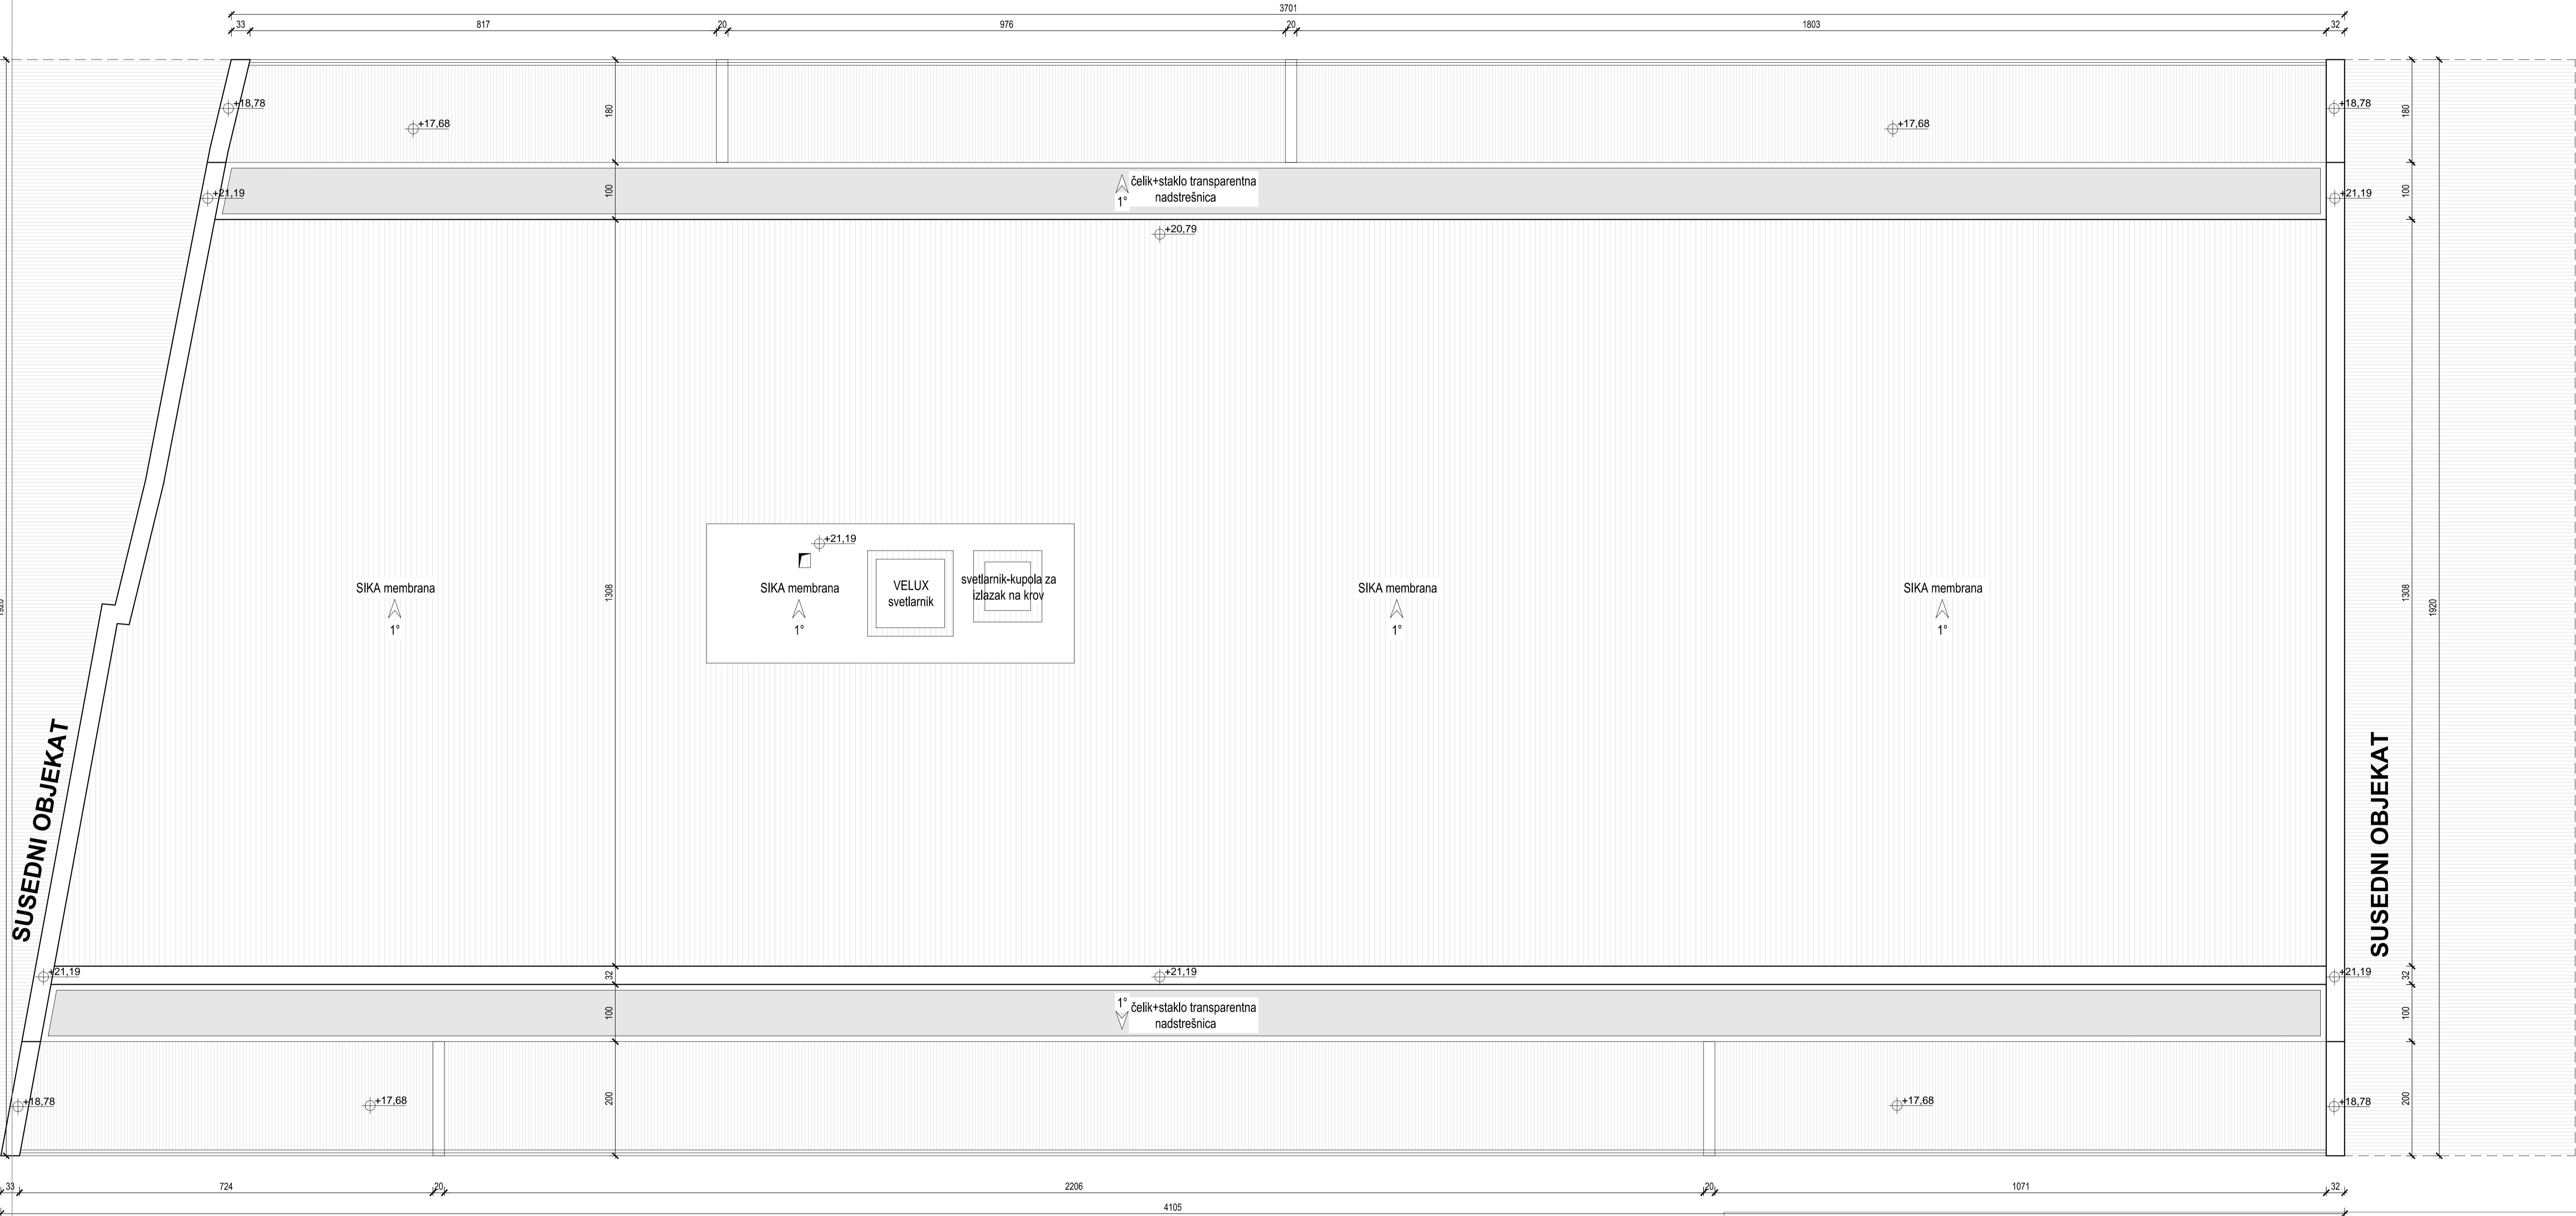 3701
33 817 20 976 20 1803 32
+18,78
+17,68
180
+17,68
+18,78
180
+21,19
100
čelik+staklo transparentna
nadstrešnica
1°
+21,19
100
+20,79
+21,19
SIKA membrana
1°
1308
SIKA membrana
1°
VELUX
svetlarnik
svetlarnik-kupola za
izlazak na krov
SIKA membrana
1°
SIKA membrana
1°
1308
1920
1920
SUSEDNI OBJEKAT
SUSEDNI OBJEKAT
+21,19
32
+21,19
+21,19
32
100
1°
čelik+staklo transparentna
nadstrešnica
100
+18,78
+17,68
200
+17,68
+18,78
200
33 724 20 2206 20 1071 32
4105